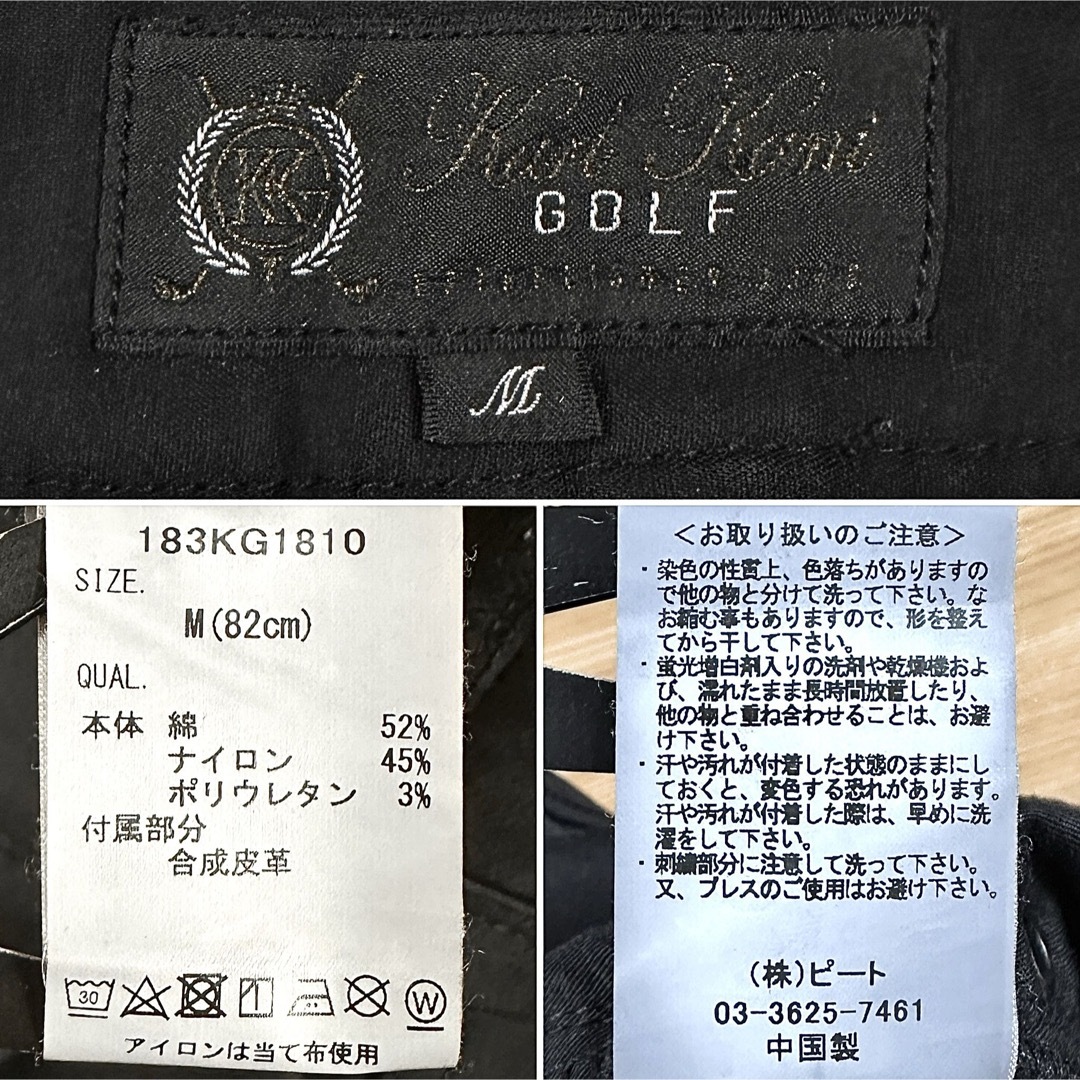 KG
Karl Kani
GOLF
M
183KG1810
SIZE.
M(82cm)
QUAL.
本体 綿 52%
ナイロン 45%
ポリウレタン 3%
付属部分
合成皮革
30
W
アイロンは当て布使用
<お取り扱いのご注意>
・染色の性質上、色落ちがありますの
で他の物と分けて洗って下さい。な
お縮む事もありますので、形を整え
てから干して下さい。
・蛍光増白剤入りの洗剤や乾燥機およ
び、濡れたまま長時間放置したり、
他の物と重ね合わせることは、お避
け下さい。
・汗や汚れが付着した状態のままにし
ておくと、変色する恐れがあります。
汗や汚れが付着した際は、早めに洗
濯をして下さい。
・刺繍部分に注意して洗って下さい。
又、プレスのご使用はお避け下さい。
(株)ピート
03-3625-7461
中国製